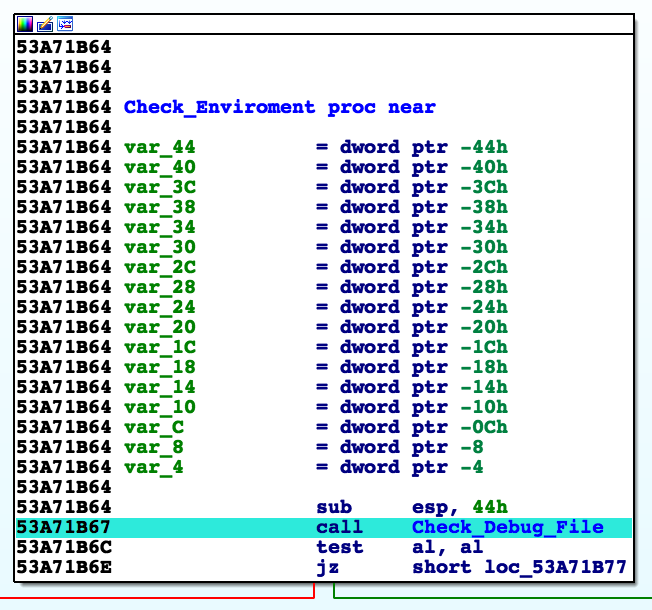 53A71B64
53A71B64
53A71B64
53A71B64 Check_Enviroment proc near
53A71B64
53A71B64 var_44 = dword ptr -44h
53A71B64 var_40 = dword ptr -40h
53A71B64 var_3C = dword ptr -3Ch
53A71B64 var_38 = dword ptr -38h
53A71B64 var_34 = dword ptr -34h
53A71B64 var_30 = dword ptr -30h
53A71B64 var_2C = dword ptr -2Ch
53A71B64 var_28 = dword ptr -28h
53A71B64 var_24 = dword ptr -24h
53A71B64 var_20 = dword ptr -20h
53A71B64 var_1C = dword ptr -1Ch
53A71B64 var_18 = dword ptr -18h
53A71B64 var_14 = dword ptr -14h
53A71B64 var_10 = dword ptr -10h
53A71B64 var_C = dword ptr -0Ch
53A71B64 var_8 = dword ptr -8
53A71B64 var_4 = dword ptr -4
53A71B64
53A71B64 sub esp, 44h
53A71B67 call Check_Debug_File
53A71B6C test al, al
53A71B6E jz short loc_53A71B77